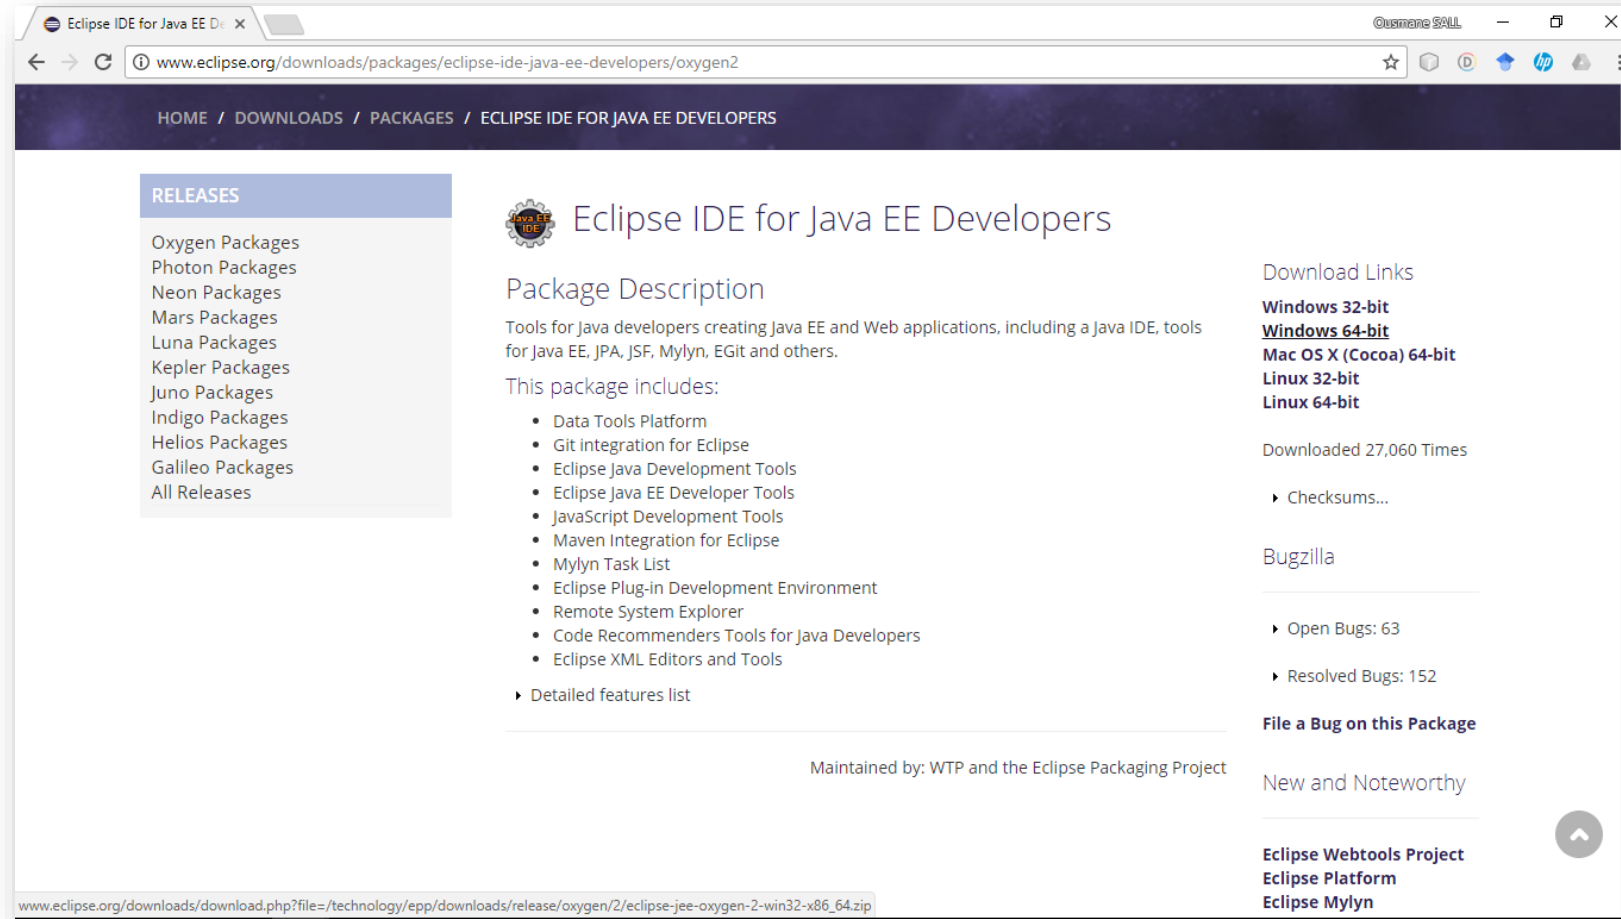 Eclipse IDE for Java EE De
Ousmane SALL
www.eclipse.org/downloads/packages/eclipse-ide-java-ee-developers/oxygen2
HOME / DOWNLOADS / PACKAGES / ECLIPSE IDE FOR JAVA EE DEVELOPERS
RELEASES
Oxygen Packages
Photon Packages
Neon Packages
Mars Packages
Luna Packages
Kepler Packages
Juno Packages
Indigo Packages
Helios Packages
Galileo Packages
All Releases
Java EE
IDE
Eclipse IDE for Java EE Developers
Package Description
Tools for Java developers creating Java EE and Web applications, including a Java IDE, tools
for Java EE, JPA, JSF, Mylyn, EGit and others.
This package includes:
Data Tools Platform
Git integration for Eclipse
Eclipse Java Development Tools
Eclipse Java EE Developer Tools
JavaScript Development Tools
Maven Integration for Eclipse
Mylyn Task List
Eclipse Plug-in Development Environment
Remote System Explorer
Code Recommenders Tools for Java Developers
Eclipse XML Editors and Tools
Detailed features list
Maintained by: WTP and the Eclipse Packaging Project
Download Links
Windows 32-bit
Windows 64-bit
Mac OS X (Cocoa) 64-bit
Linux 32-bit
Linux 64-bit
Downloaded 27,060 Times
Checksums...
Bugzilla
Open Bugs: 63
Resolved Bugs: 152
File a Bug on this Package
New and Noteworthy
Eclipse Webtools Project
Eclipse Platform
Eclipse Mylyn
www.eclipse.org/downloads/download.php?file=/technology/epp/downloads/release/oxygen/2/eclipse-jee-oxygen-2-win32-x86_64.zip